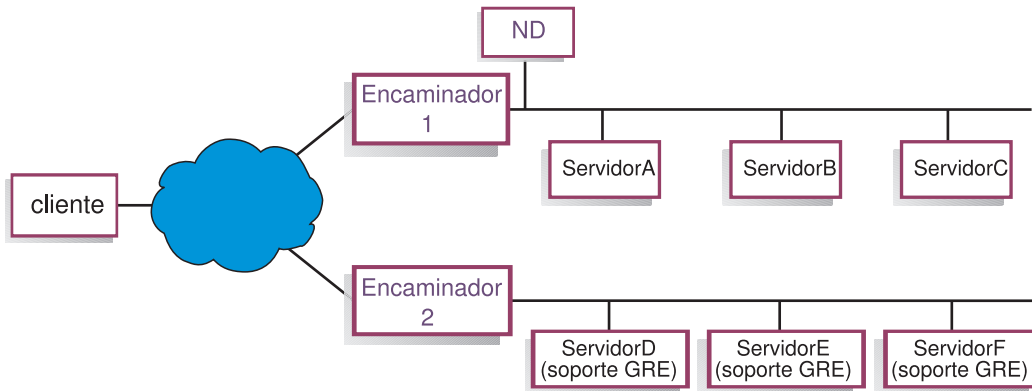 ND
Encaminador
1
ServidorA
ServidorB
ServidorC
cliente
Encaminador
2
ServidorD
(soporte GRE)
ServidorE
(soporte GRE)
ServidorF
(soporte GRE)